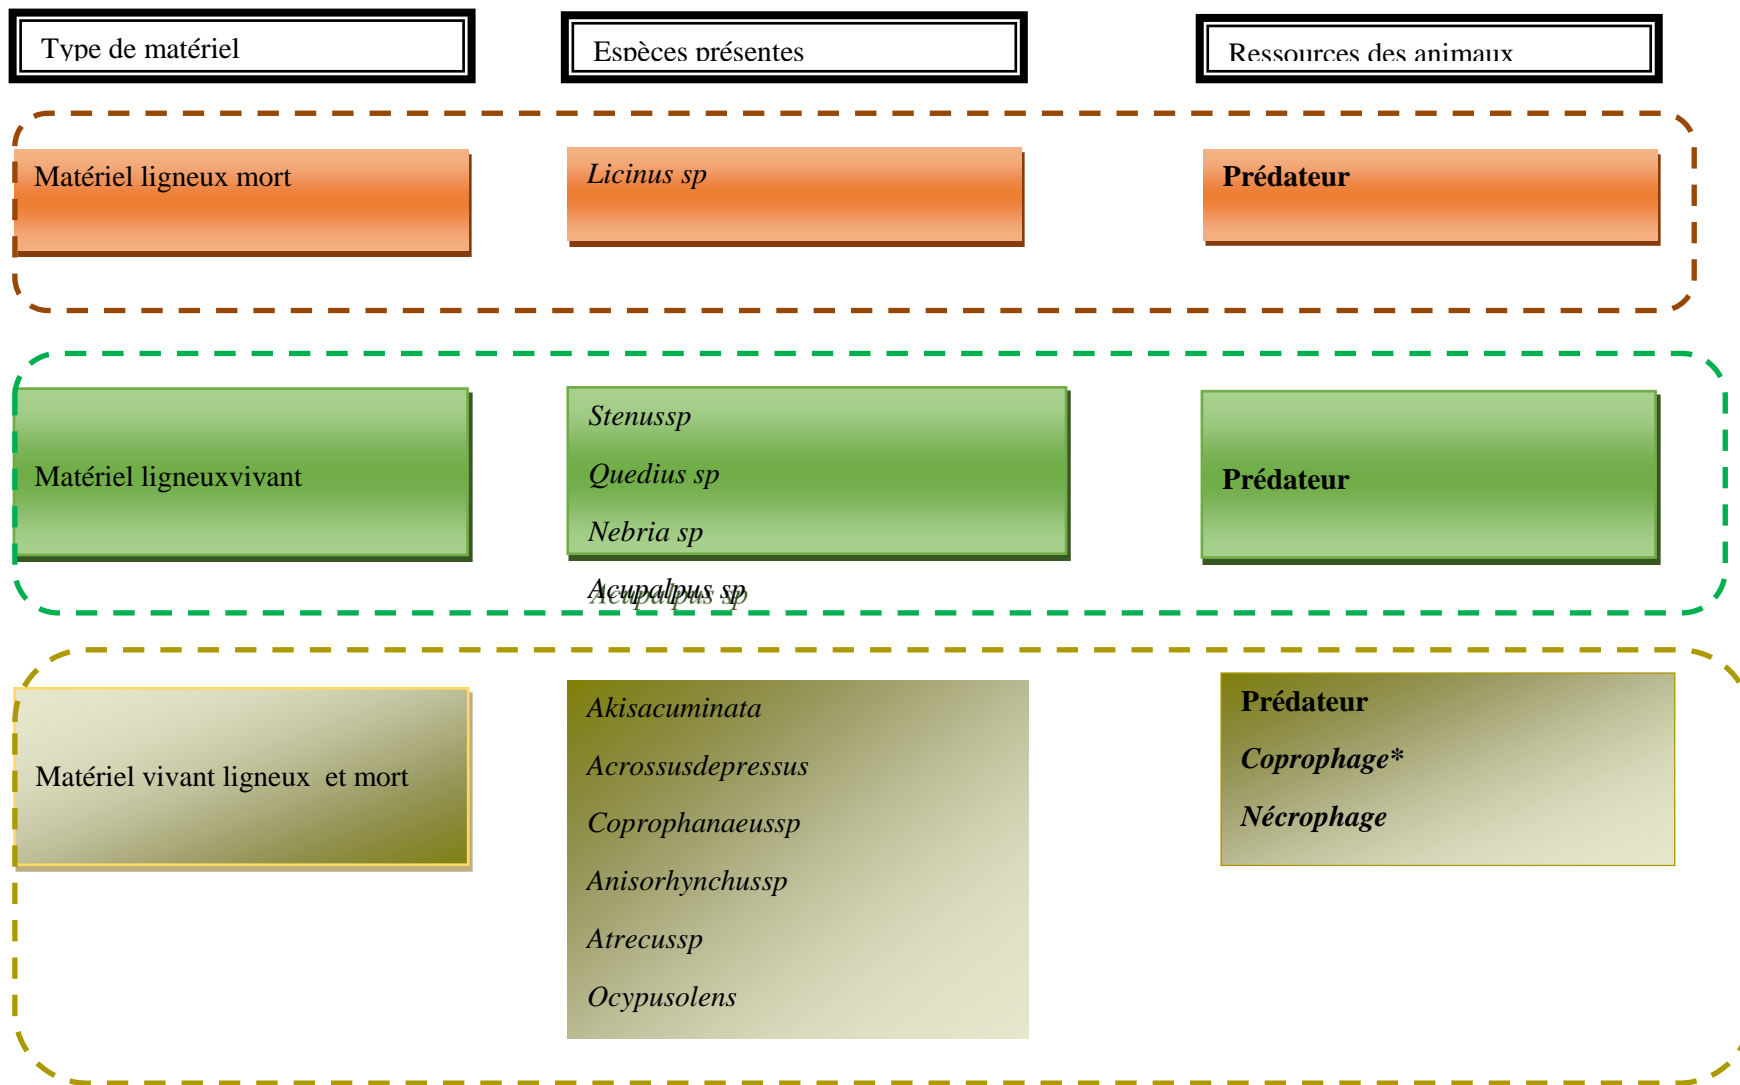 Type de matériel
Espèces présentes
Ressources des animaux
Matériel ligneux mort
Licinus sp
Prédateur
Matériel ligneuxvivant
Stenussp
Quedius sp
Nebria sp
Acupalpus sp
Prédateur
Matériel vivant ligneux et mort
Akisacuminata
Acrossusdepressus
Coprophanaeussp
Anisorhynchussp
Atrecussp
Ocypusolens
Prédateur
Coprophage*
Nécrophage